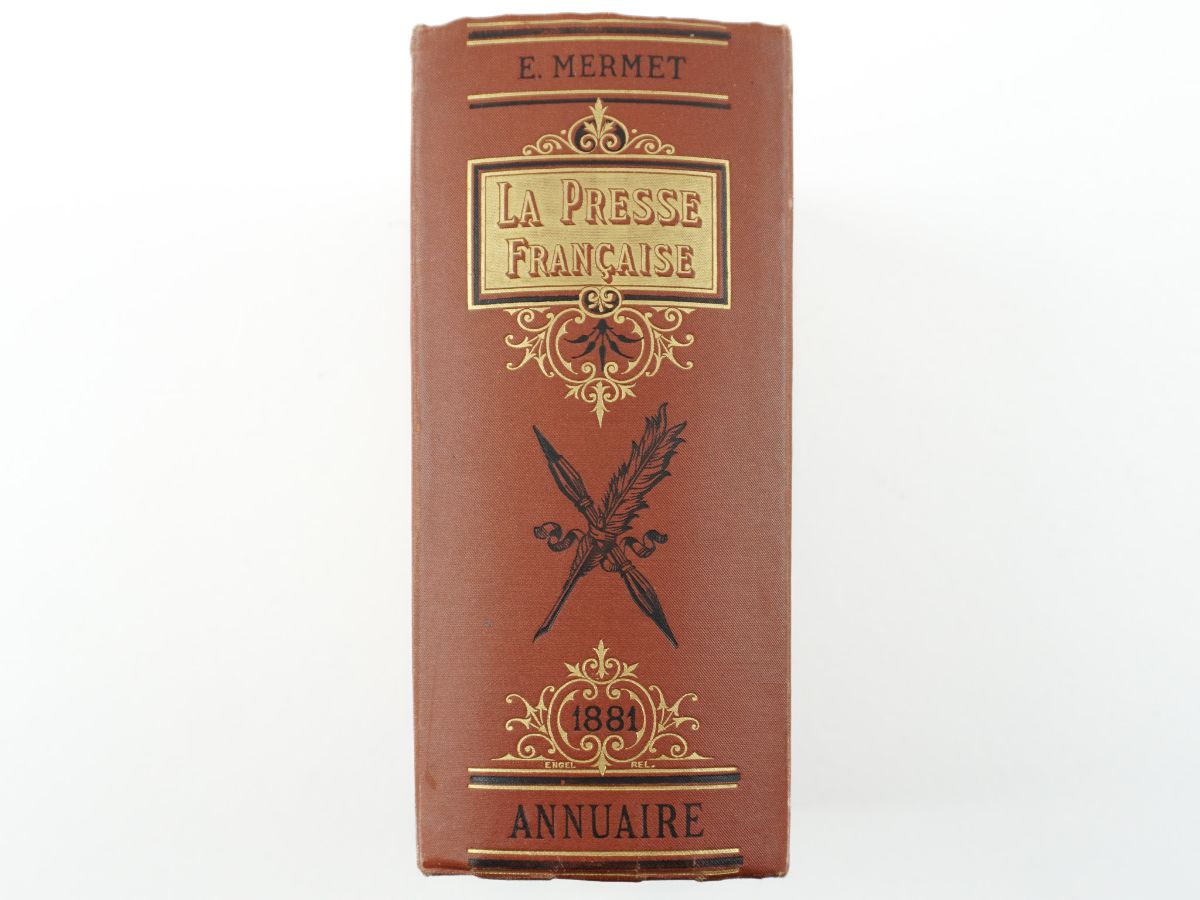 E. MERMET
LA PRESSE
FRANÇAISE
1881
ENGEL REL.
ANNUAIRE